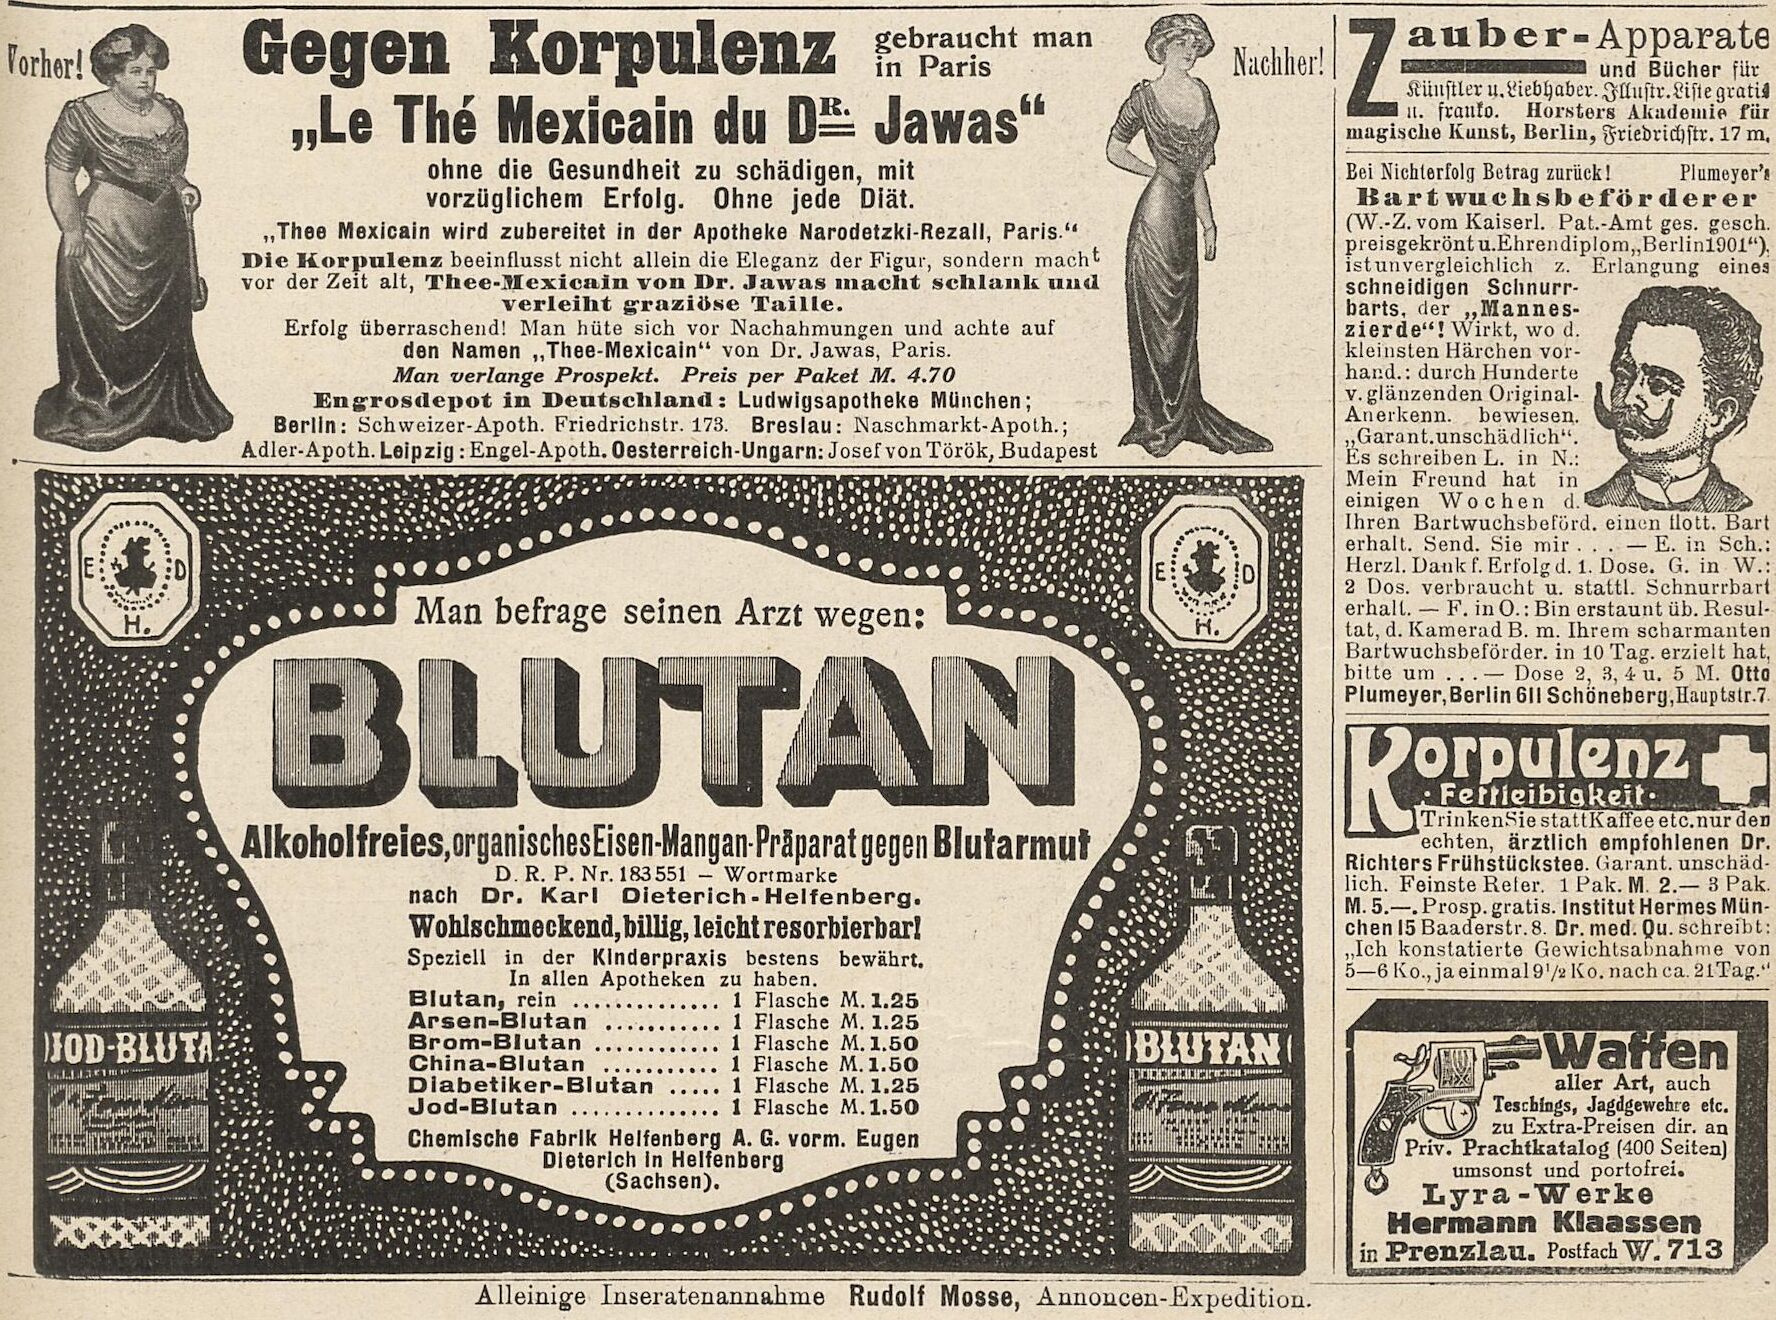 Vorher!
Gegen Korpulenz gebraucht man
in Paris
Nachher!
„Le Thé Mexicain du DR. Jawas“
ohne die Gesundheit zu schädigen, mit
vorzüglichem Erfolg. Ohne jede Diät.
„Thee Mexicain wird zubereitet in der Apotheke Narodetzki-Rezall, Paris.“
Die Korpulenz beeinflusst nicht allein die Eleganz der Figur, sondern macht
vor der Zeit alt, Thee-Mexicain von Dr. Jawas macht schlank und
verleiht graziöse Taille.
Erfolg überraschend! Man hüte sich vor Nachahmungen und achte auf
den Namen „Thee-Mexicain“ von Dr. Jawas, Paris.
Man verlange Prospekt. Preis per Paket M. 4.70
Engrosdepot in Deutschland: Ludwigsapotheke München;
Berlin: Schweizer-Apoth. Friedrichstr. 173. Breslau: Naschmarkt-Apoth.;
Adler-Apoth. Leipzig: Engel-Apoth. Oesterreich-Ungarn: Josef von Török, Budapest
E D
H.
E D
H.
Man befrage seinen Arzt wegen:
BLUTAN
Alkoholfreies, organisches Eisen-Mangan-Präparat gegen Blutarmut
D. R. P. Nr. 183551 – Wortmarke
nach Dr. Karl Dieterich-Helfenberg.
Wohlschmeckend, billig, leicht resorbierbar!
Speziell in der Kinderpraxis bestens bewährt.
In allen Apotheken zu haben.
Blutan, rein .............. 1 Flasche M. 1.25
Arsen-Blutan ........... 1 Flasche M. 1.25
Brom-Blutan ............ 1 Flasche M. 1.50
China-Blutan ........... 1 Flasche M. 1.50
Diabetiker-Blutan ..... 1 Flasche M. 1.25
Jod-Blutan .............. 1 Flasche M. 1.50
Chemische Fabrik Helfenberg A. G. vorm. Eugen
Dieterich in Helfenberg
(Sachsen).
JOD-BLUTA
BLUTAN
Zauber-Apparate
und Bücher für
Künstler u. Liebhaber. Illustr. Liste gratis
u. franko. Horsters Akademie für
magische Kunst, Berlin, Friedrichstr. 17 m.
Bei Nichterfolg Betrag zurück! Plumeyer's
Bartwuchsbeförderer
(W.-Z. vom Kaiserl. Pat.-Amt ges. gesch.
preisgekrönt u. Ehrendiplom „Berlin 1901“),
ist unvergleichlich z. Erlangung eines
schneidigen Schnurr-
barts, der „Mannes-
zierde“! Wirkt, wo d.
kleinsten Härchen vor-
hand.: durch Hunderte
v. glänzenden Original-
Anerkenn. bewiesen.
„Garant. unschädlich“.
Es schreiben L. in N.:
Mein Freund hat in
einigen Wochen d.
Ihren Bartwuchsbeförd. einen flott. Bart
erhalt. Send. Sie mir . . . — E. in Sch.:
Herzl. Dank f. Erfolg d. 1. Dose. G. in W.:
2 Dos. verbraucht u. stattl. Schnurrbart
erhalt. — F. in O.: Bin erstaunt üb. Resul-
tat, d. Kamerad B. m. Ihrem scharmanten
Bartwuchsbeförder. in 10 Tag. erzielt hat,
bitte um . . . — Dose 2, 3, 4 u. 5 M. Otto
Plumeyer, Berlin 611 Schöneberg, Hauptstr. 7.
Korpulenz
· Fettleibigkeit ·
Trinken Sie statt Kaffee etc. nur den
echten, ärztlich empfohlenen Dr.
Richters Frühstückstee. Garant. unschäd-
lich. Feinste Refer. 1 Pak. M. 2.— 3 Pak.
M. 5.—. Prosp. gratis. Institut Hermes Mün-
chen 15 Baaderstr. 8. Dr. med. Qu. schreibt:
„Ich konstatierte Gewichtsabnahme von
5—6 Ko., ja einmal 9 1/2 Ko. nach ca. 21 Tag.“
Waffen
aller Art, auch
Teschings, Jagdgewehre etc.
zu Extra-Preisen dir. an
Priv. Prachtkatalog (400 Seiten)
umsonst und portofrei.
Lyra-Werke
Hermann Klaassen
in Prenzlau. Postfach W. 713
Alleinige Inseratenannahme Rudolf Mosse, Annoncen-Expedition.